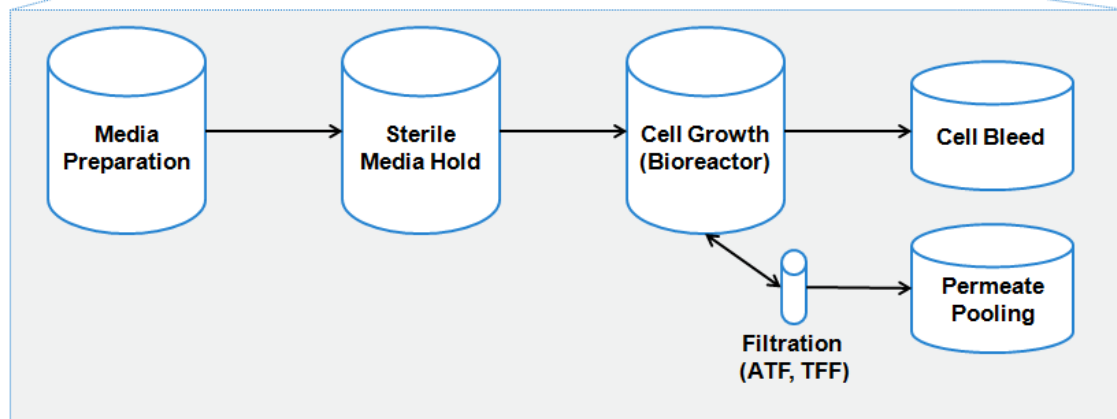 Media
Preparation
Sterile
Media Hold
Cell Growth
(Bioreactor)
Cell Bleed
Permeate
Pooling
Filtration
(ATF, TFF)